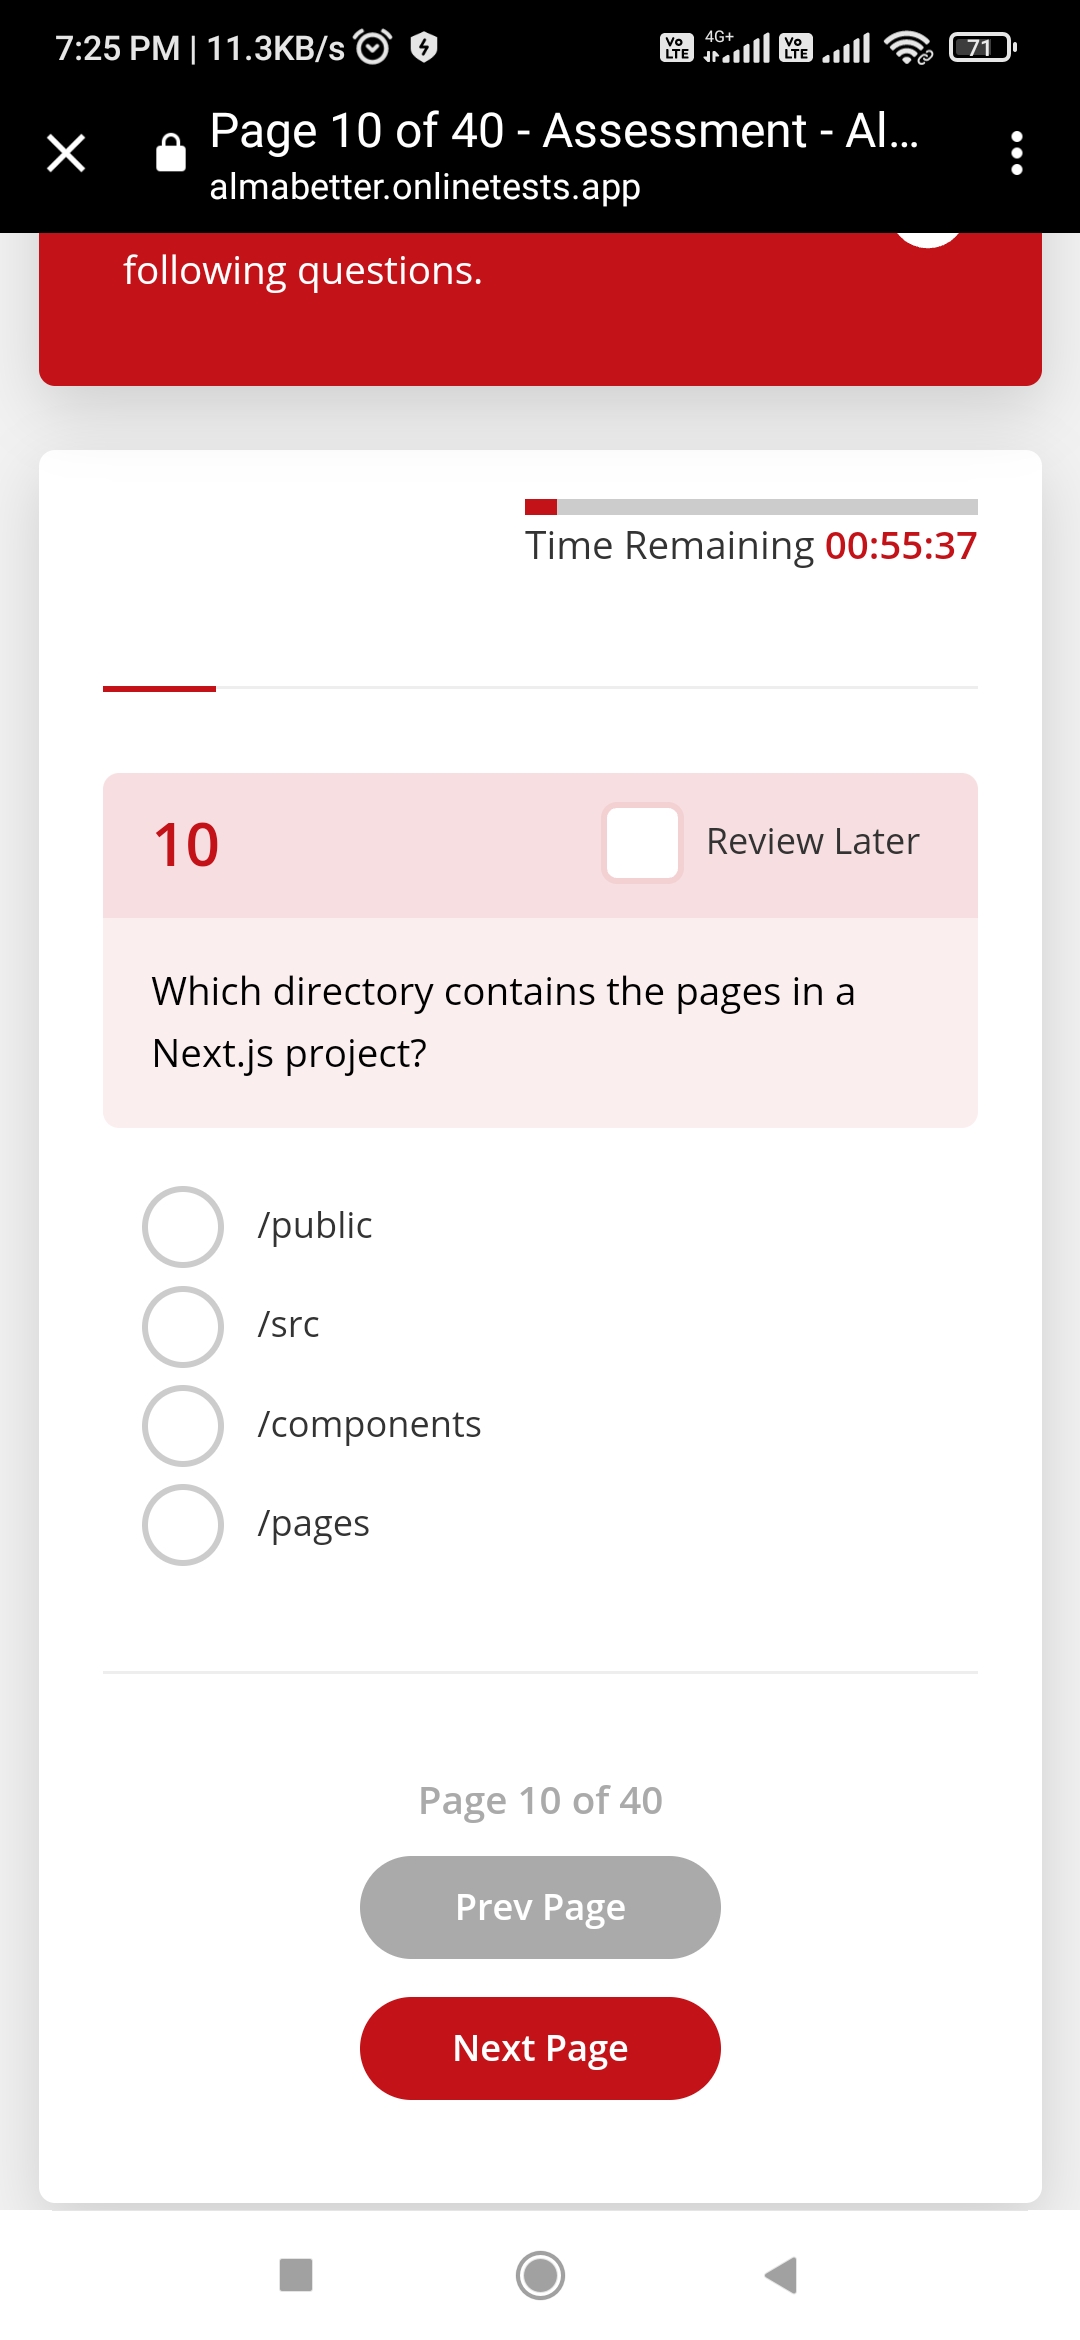 7:25 PM | 11.3KB/s
Vo LTE 4G+ Vo LTE 71
Page 10 of 40 - Assessment - Al...
almabetter.onlinetests.app
following questions.
Time Remaining 00:55:37
10
Review Later
Which directory contains the pages in a
Next.js project?
/public
/src
/components
/pages
Page 10 of 40
Prev Page
Next Page